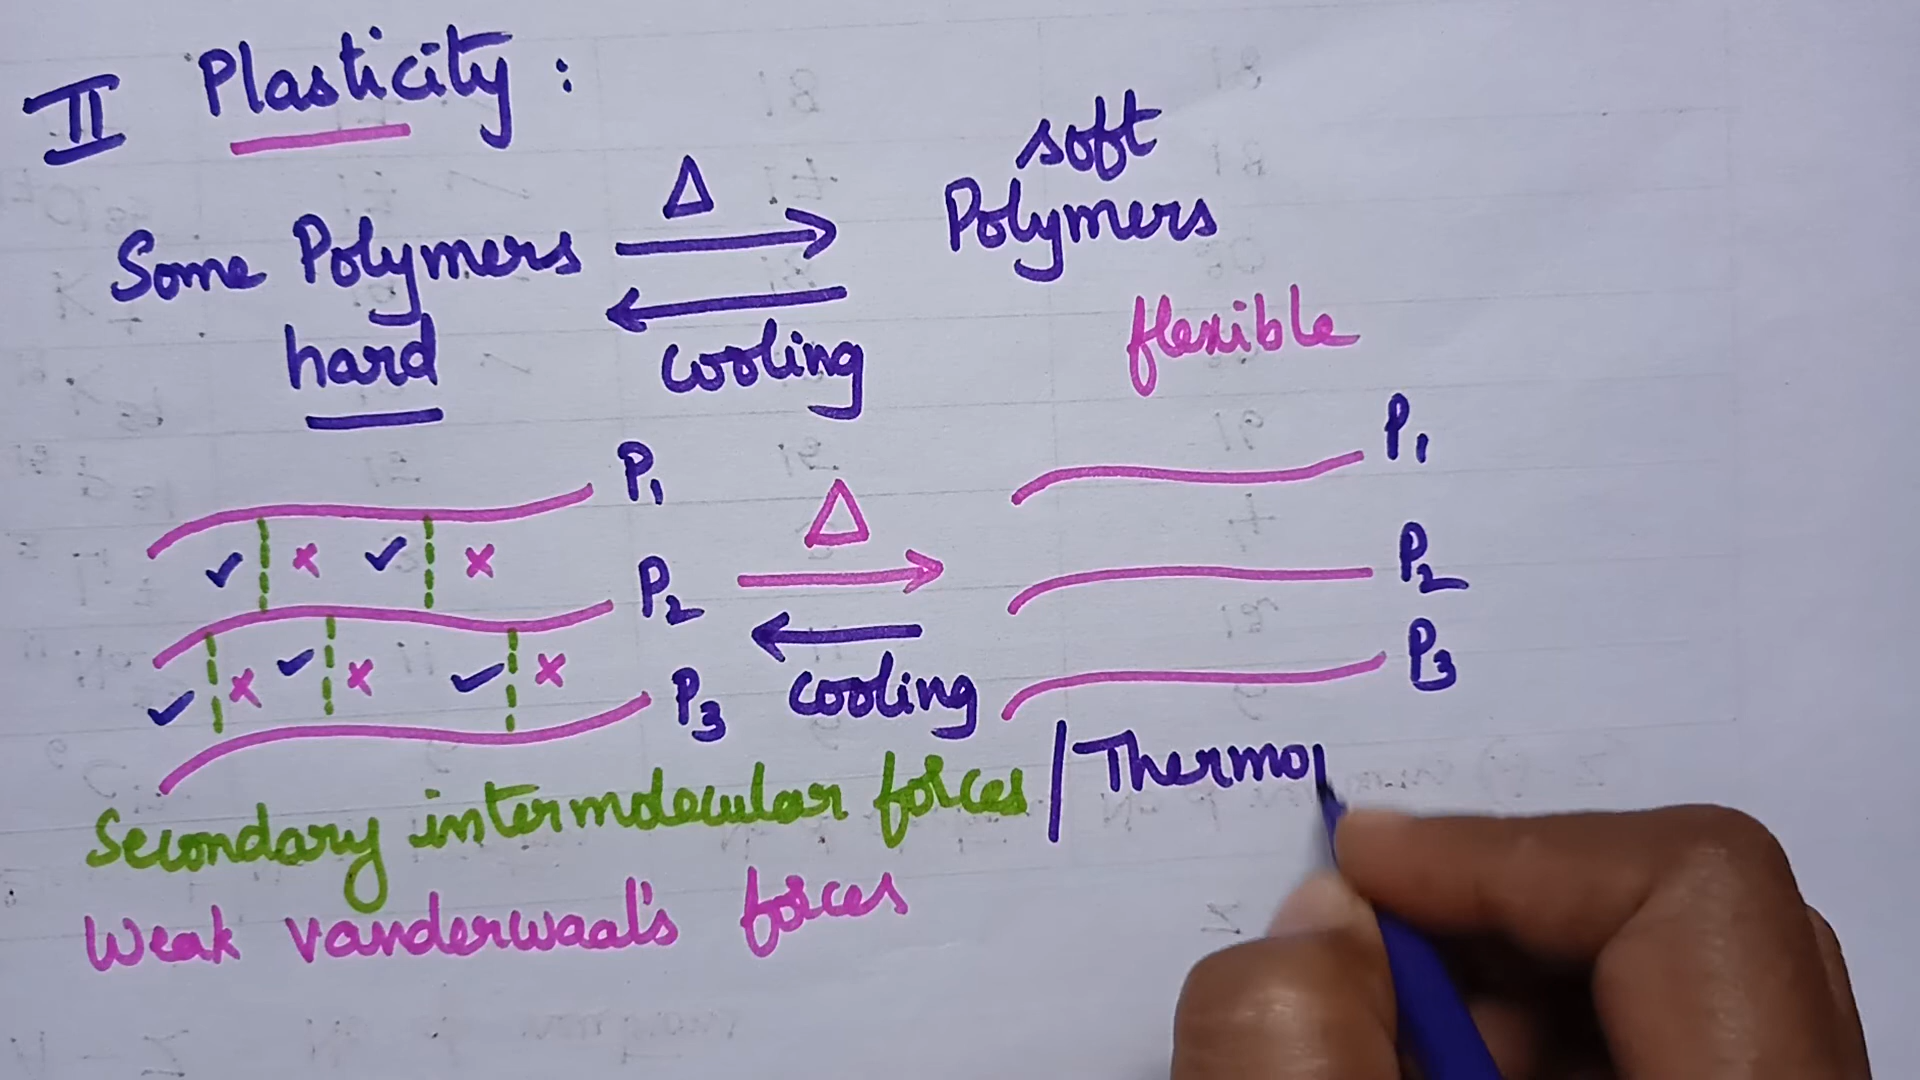 II Plasticity :
soft
Some Polymers Δ Polymers
hard cooling flexible
P1 P1
✓ × ✓ × Δ
P2 P2
✓ × ✓ × ✓ ×
P3 cooling P3
Secondary intermolecular forces / Thermop
Weak vanderwaal's forces